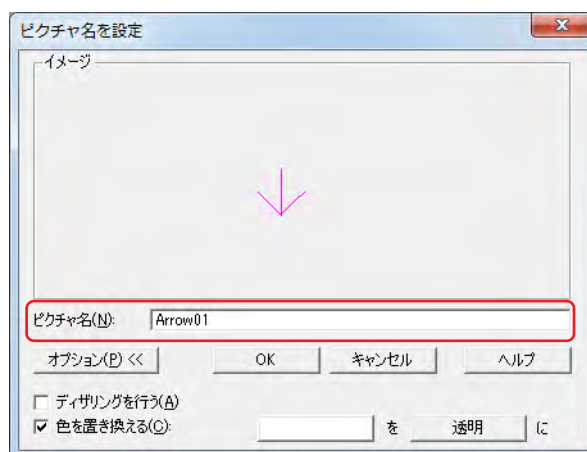 ピクチャ名を設定
イメージ
ピクチャ名(N): Arrow01
オプション(P) << OK キャンセル ヘルプ
ディザリングを行う(A)
色を置き換える(C): を 透明 に